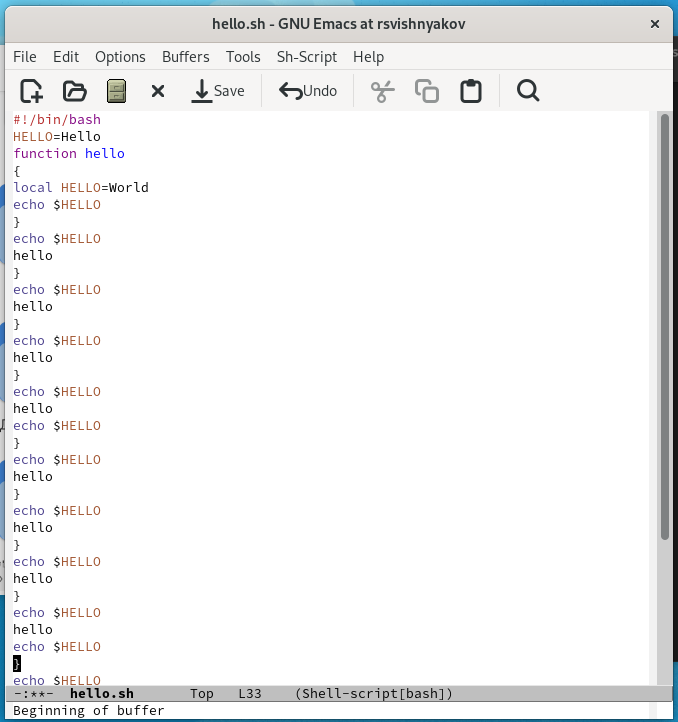 hello.sh - GNU Emacs at rsvishnyakov
File Edit Options Buffers Tools Sh-Script Help
Save Undo
#!/bin/bash
HELLO=Hello
function hello
{
local HELLO=World
echo $HELLO
}
echo $HELLO
hello
}
echo $HELLO
hello
}
echo $HELLO
hello
}
echo $HELLO
hello
echo $HELLO
}
echo $HELLO
hello
}
echo $HELLO
hello
}
echo $HELLO
hello
}
echo $HELLO
hello
echo $HELLO
}
echo $HELLO
-:**- hello.sh Top L33 (Shell-script[bash])
Beginning of buffer